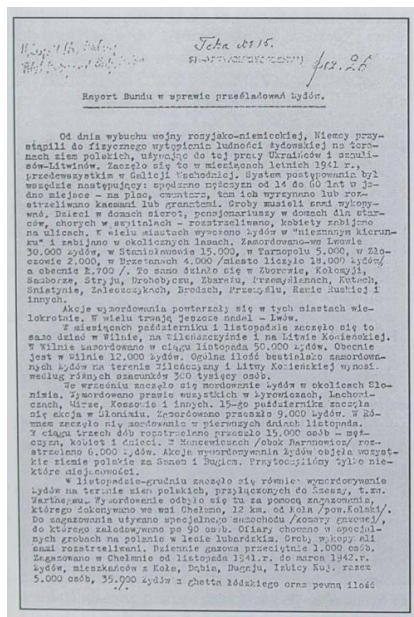 Teka Nr 15.
poz. 26
Raport Bundu w sprawie prześladowań Żydów.
Od dnia wybuchu wojny rosyjsko-niemieckiej, Niemcy przy-
stąpili do fizycznego wytępienia ludności żydowskiej na tere-
nach ziem polskich, używając do tej pracy Ukraińców i szauli-
sów-Litwinów. Zaczęło się to w miesiącach letnich 1941 r.,
przedewszystkim w Galicji Wschodniej. System postępowania był
wszędzie następujący: spędzano mężczyzn od 14 do 60 lat w je-
dno miejsce - na plac, cmentarz, tam ich wyrzynano lub roz-
strzeliwano kasemi lub granatami. Groby musieli sami wykopy-
wać. Dzieci w domach sierot, pensjonariuszy w domach dla star-
ców, chorych w szpitalach - rozstrzeliwano, kobiety zabijano
na ulicach. W wielu miastach wywożono Żydów w "nieznanym kierun-
ku" i zabijano w okolicznych lasach. Zamordowano we Lwowie
30.000 żydów, w Stanisławowie 15.000, w Tarnopolu 5.000, w Zło-
czowie 2.000, w Brzeżanach 4.000 /miasto liczyło 18.000 żydów/
a obecnie 1.700 /. To samo działo się w Zborowie, Kołomyji,
Samborze, Stryju, Drohobyczu, Zbarażu, Przemyślanach, Kutach,
Śniatynie, Zaleszczykach, Brodach, Przemyślu, Rawie Ruskiej i
innych.
Akcje wymordowania powtarzały się w tych miastach wie-
lokrotnie. W wielu trwają jeszcze nadal - Lwów.
W miesiącach październiku i listopadzie zaczęło się to
samo dziać w Wilnie, na Wileńszczyźnie i na Litwie Kowieńskiej.
W Wilnie zamordowano w ciągu listopada 50.000 żydów. Obecnie
jest w Wilnie 12.000 żydów. Ogólna ilość bestialsko zamordowa-
nych żydów na terenie Wileńszczyzny i Litwy Kowieńskiej wynosi
według różnych szacunków 300 tysięcy osób.
We wrześniu zaczęło się mordowanie żydów w okolicach Sło-
nimia. Wymordowano prawie wszystkich w Żyrowicach, Lachowi-
czach, Mirze, Kossowie i innych. 15-go października zaczęła
się akcja w Słonimiu. Zamordowano przeszło 9.000 żydów. W Ró-
wnem zaczęło się mordowanie w pierwszych dniach listopada.
W ciągu trzech dób rozstrzelano przeszło 15.000 osób - męż-
czyzn, kobiet i dzieci. W Hancewiczach /obok Baranowicz/ roz-
strzelano 6.000 żydów. Akcja wymordowywania Żydów objęła wszyst-
kie ziemie polskie za Sanem i Bugiem. Przytoczyliśmy tylko nie-
które miejscowości.
W listopadzie-grudniu zaczęło się również wymordowywanie
żydów na terenie ziem polskich, przyłączonych do Rzeszy, t.zw.
Warthegau. Wymordowanie odbyło się tu za pomocą zagazowania,
którego dokonywano we wsi Chełmno, 12 km. od Koła /pow.Kolski/.
Do zagazowania używano specjalnego samochodu /komory gazowej/,
do którego załadowywano po 90 osób. Ofiary chowano w specjal-
nych grobach na polanie w lesie lubardzkim. Groby wykopywali
sami rozstrzeliwani. Dziennie gazowano przeciętnie 1.000 osób.
Zagazowano w Chełmnie od listopada 1941.r. do marca 1942.r.
żydów, mieszkańców z Koła, Dąbia, Bugaju, Izbicy Kuj. razem
5.000 osób, 35.000 żydów z ghetta łódzkiego oraz pewną ilość